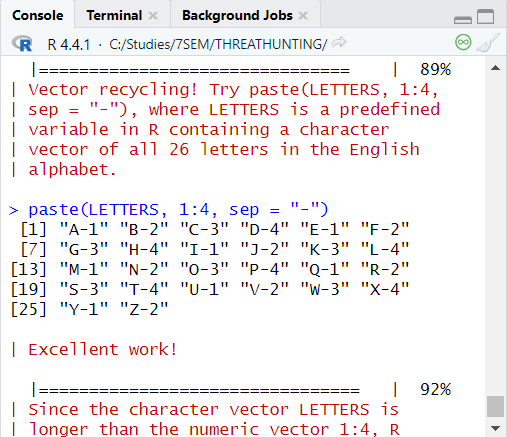 Console Terminal × Background Jobs ×
R 4.4.1 · C:/Studies/7SEM/THREATHUNTING/
|================================ | 89%
| Vector recycling! Try paste(LETTERS, 1:4,
| sep = "-"), where LETTERS is a predefined
| variable in R containing a character
| vector of all 26 letters in the English
| alphabet.
> paste(LETTERS, 1:4, sep = "-")
[1] "A-1" "B-2" "C-3" "D-4" "E-1" "F-2"
[7] "G-3" "H-4" "I-1" "J-2" "K-3" "L-4"
[13] "M-1" "N-2" "O-3" "P-4" "Q-1" "R-2"
[19] "S-3" "T-4" "U-1" "V-2" "W-3" "X-4"
[25] "Y-1" "Z-2"
| Excellent work!
|================================= | 92%
| Since the character vector LETTERS is
| longer than the numeric vector 1:4, R